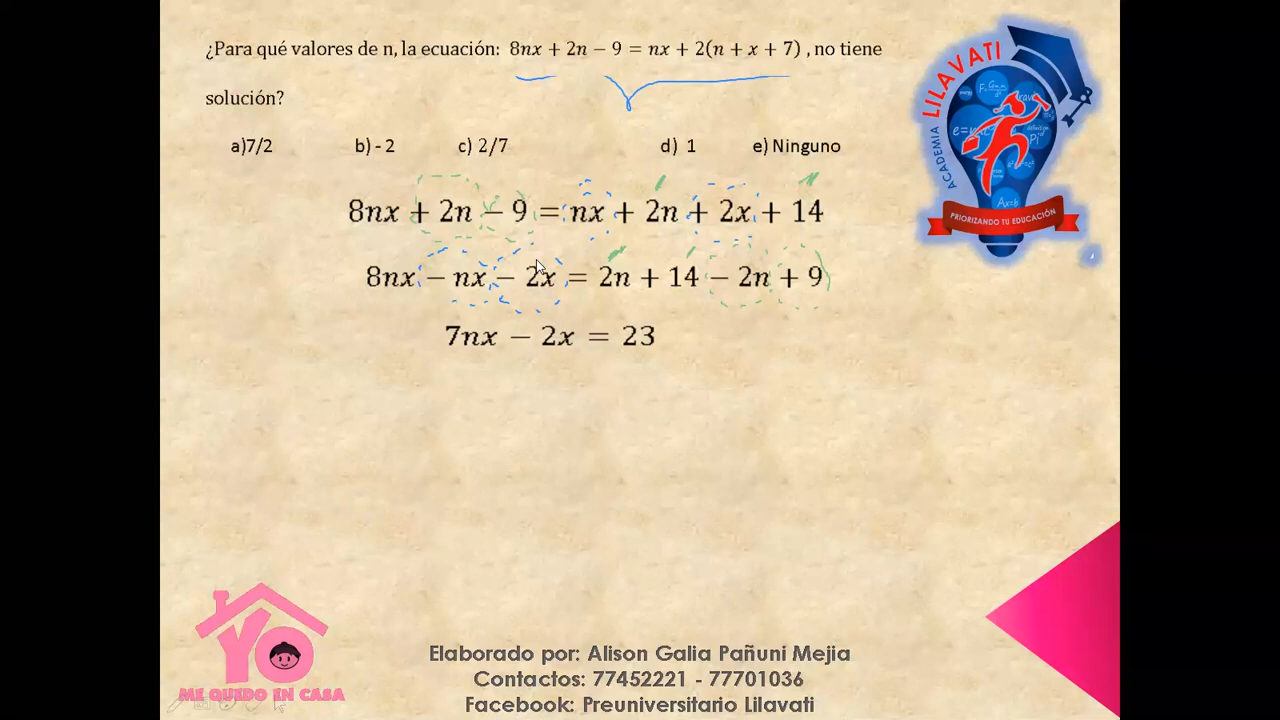 ¿Para qué valores de n, la ecuación: 8nx + 2n − 9 = nx + 2(n + x + 7) , no tiene
solución?
a)7/2 b) - 2 c) 2/7 d) 1 e) Ninguno
8nx + 2n − 9 = nx + 2n + 2x + 14
8nx − nx − 2x = 2n + 14 − 2n + 9
7nx − 2x = 23
ACADEMIA
LILAVATI
PRIORIZANDO TU EDUCACIÓN
YO
ME QUEDO EN CASA
Elaborado por: Alison Galia Pañuni Mejia
Contactos: 77452221 - 77701036
Facebook: Preuniversitario Lilavati